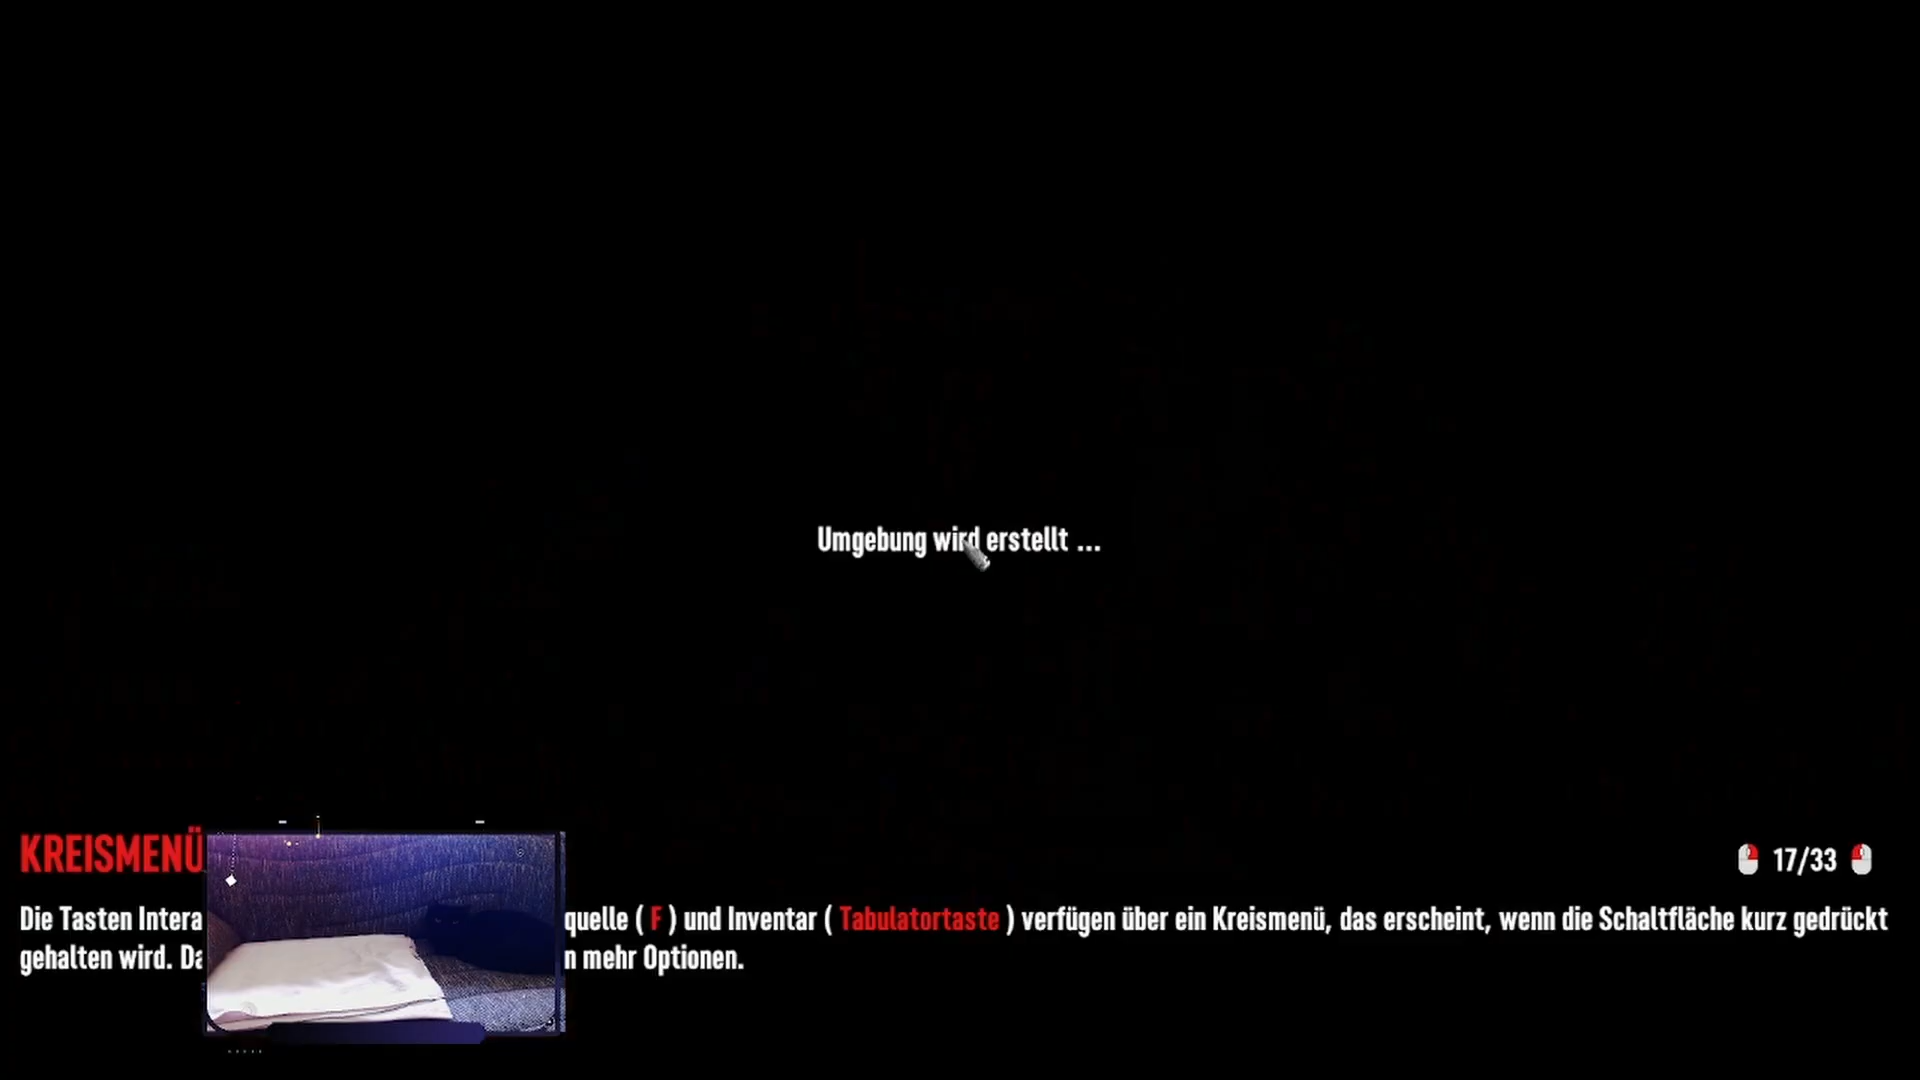 Umgebung wird erstellt ...
KREISMENÜ
17/33
Die Tasten Intera quelle ( F ) und Inventar ( Tabulatortaste ) verfügen über ein Kreismenü, das erscheint, wenn die Schaltfläche kurz gedrückt
gehalten wird. Da n mehr Optionen.